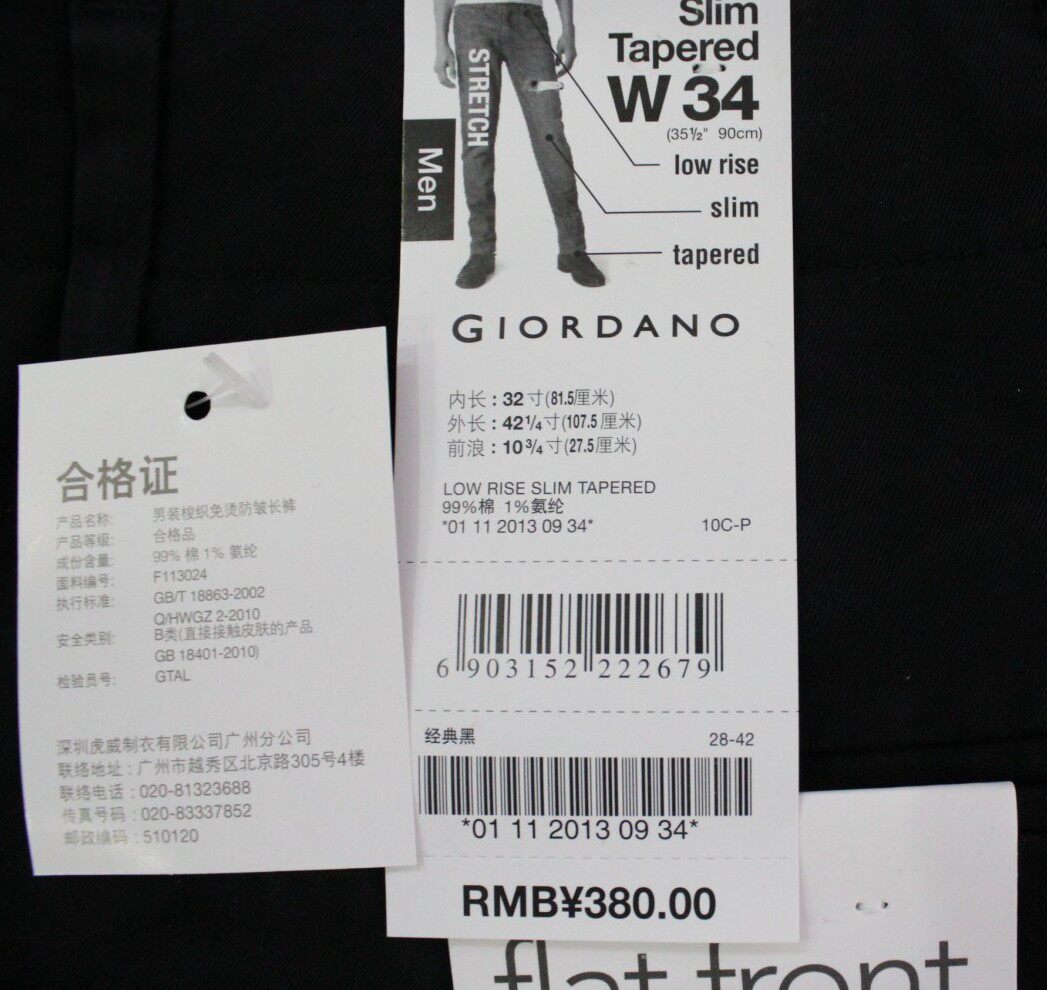 Slim
Tapered
W 34
(35½" 90cm)
low rise
slim
tapered
STRETCH
Men
GIORDANO
内长 : 32 寸(81.5厘米)
外长 : 42¼寸(107.5 厘米)
前浪 : 10¾寸(27.5厘米)
LOW RISE SLIM TAPERED
99%棉 1%氨纶
*01 11 2013 09 34*
10C-P
6 903152 222679
经典黑
28-42
*01 11 2013 09 34*
RMB¥380.00
合格证
产品名称: 男装梭织免烫防皱长裤
产品等级: 合格品
成份含量: 99% 棉 1% 氨纶
面料编号: F113024
执行标准: GB/T 18863-2002
Q/HWGZ 2-2010
安全类别: B类(直接接触皮肤的产品
GB 18401-2010)
检验员号: GTAL
深圳虎威制衣有限公司广州分公司
联络地址 : 广州市越秀区北京路305号4楼
联络电话 : 020-81323688
传真号码 : 020-83337852
邮政编码 : 510120
flat front